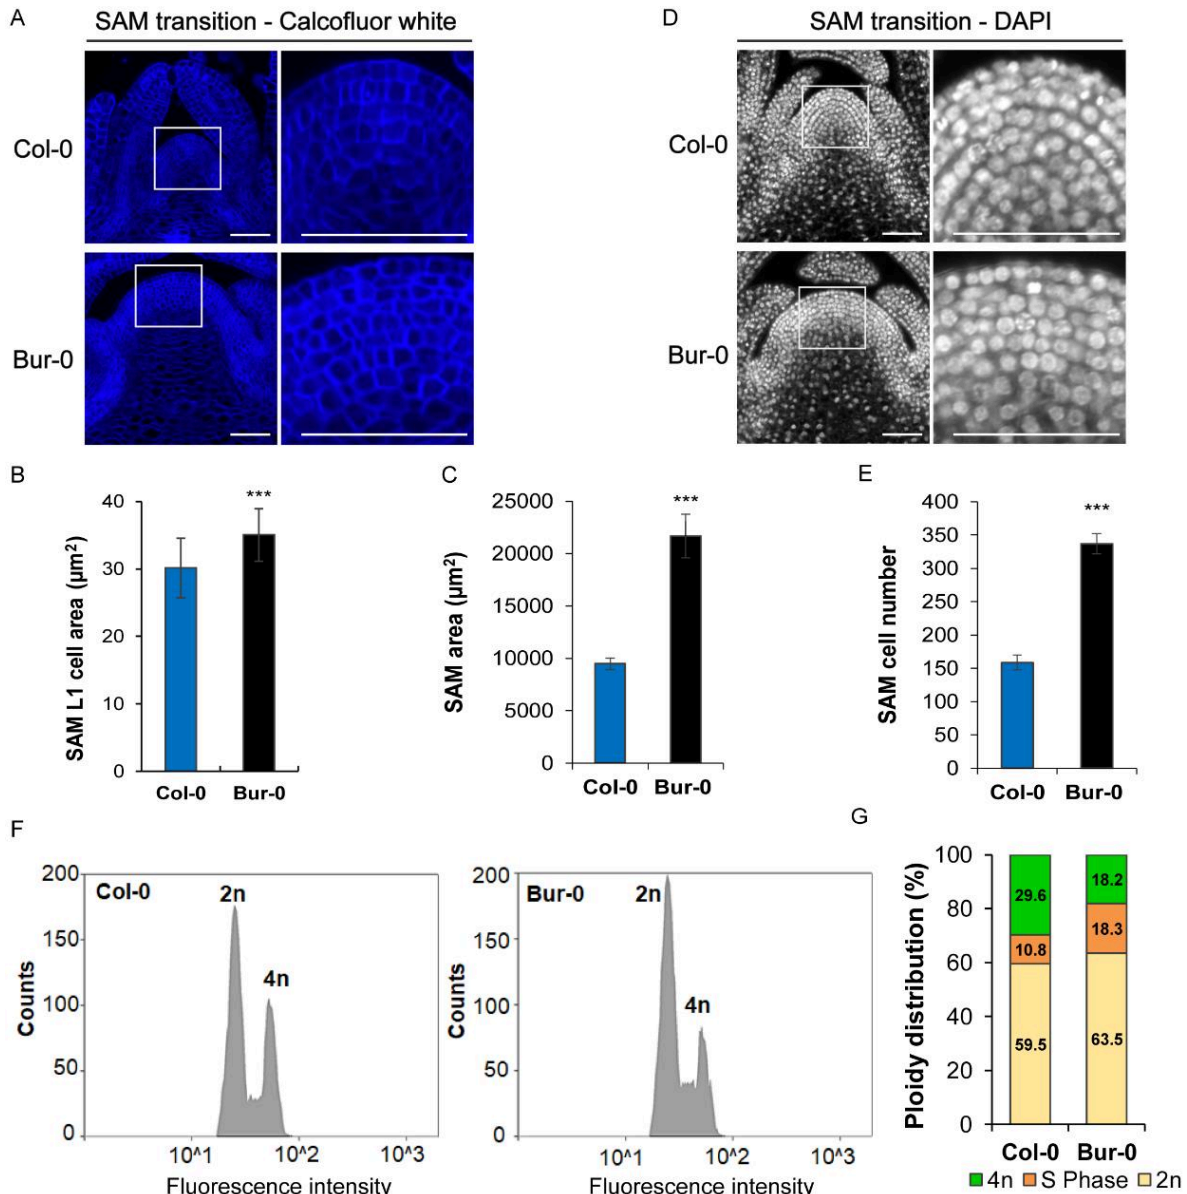 A
SAM transition - Calcofluor white
Col-0
Bur-0
D
SAM transition - DAPI
Col-0
Bur-0
B
SAM L1 cell area (µm²)
40
30
20
10
0
***
Col-0 Bur-0
C
SAM area (µm²)
25000
20000
15000
10000
5000
0
***
Col-0 Bur-0
E
SAM cell number
400
350
300
250
200
150
100
50
0
***
Col-0 Bur-0
F
Counts
200
150
100
50
0
Col-0
2n
4n
10^1 10^2 10^3
Fluorescence intensity
Counts
200
150
100
50
0
Bur-0
2n
4n
10^1 10^2 10^3
Fluorescence intensity
G
Ploidy distribution (%)
100
80
60
40
20
0
29.6
10.8
59.5
18.2
18.3
63.5
Col-0 Bur-0
4n S Phase 2n